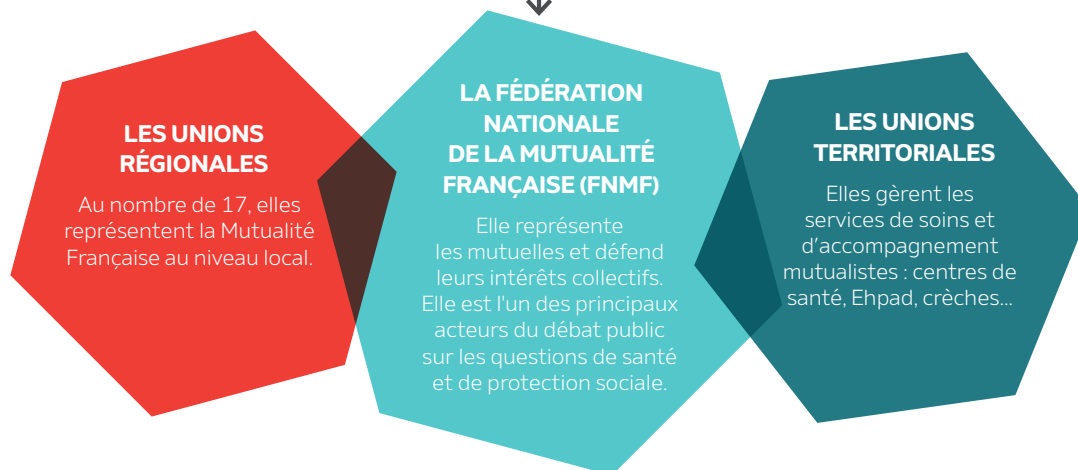 LES UNIONS
RÉGIONALES
Au nombre de 17, elles
représentent la Mutualité
Française au niveau local.
LA FÉDÉRATION
NATIONALE
DE LA MUTUALITÉ
FRANÇAISE (FNMF)
Elle représente
les mutuelles et défend
leurs intérêts collectifs.
Elle est l'un des principaux
acteurs du débat public
sur les questions de santé
et de protection sociale.
LES UNIONS
TERRITORIALES
Elles gèrent les
services de soins et
d'accompagnement
mutualistes : centres de
santé, Ehpad, crèches...